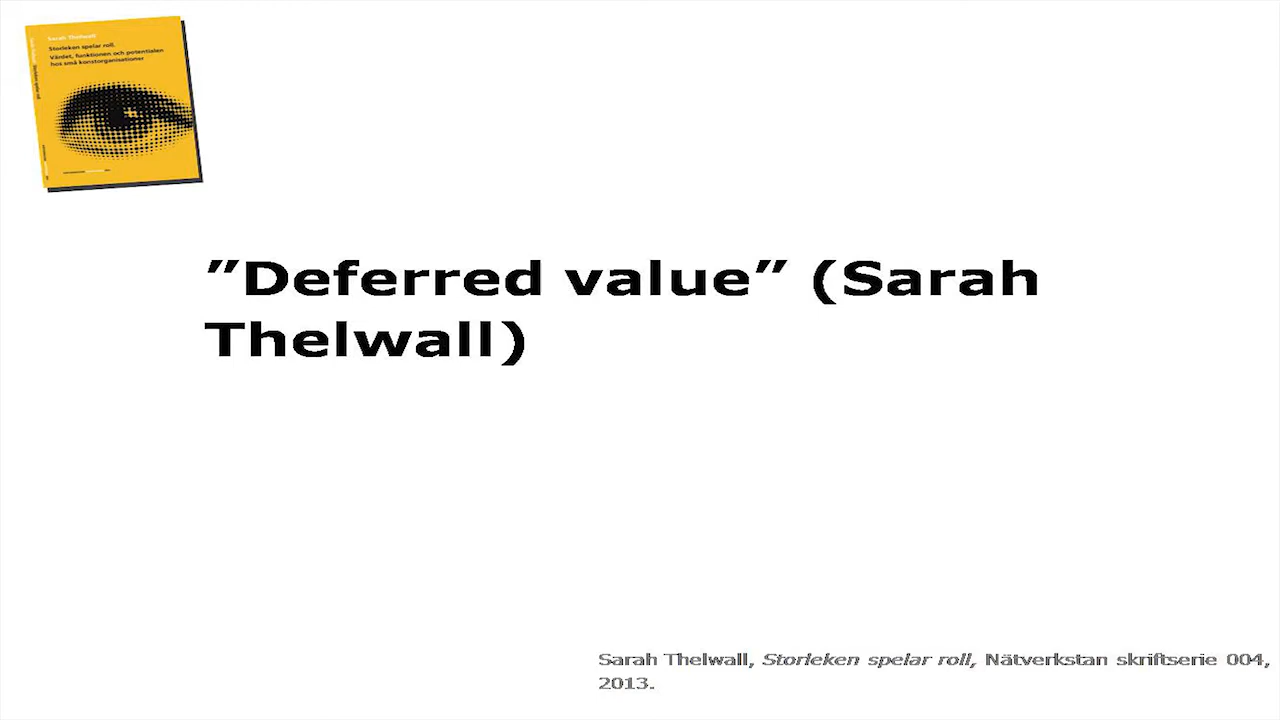 Sarah Thelwall
Storleken spelar roll.
Värdet, funktionen och potentialen
hos små konstorganisationer
”Deferred value” (Sarah
Thelwall)
Sarah Thelwall, Storleken spelar roll, Nätverkstan skriftserie 004,
2013.